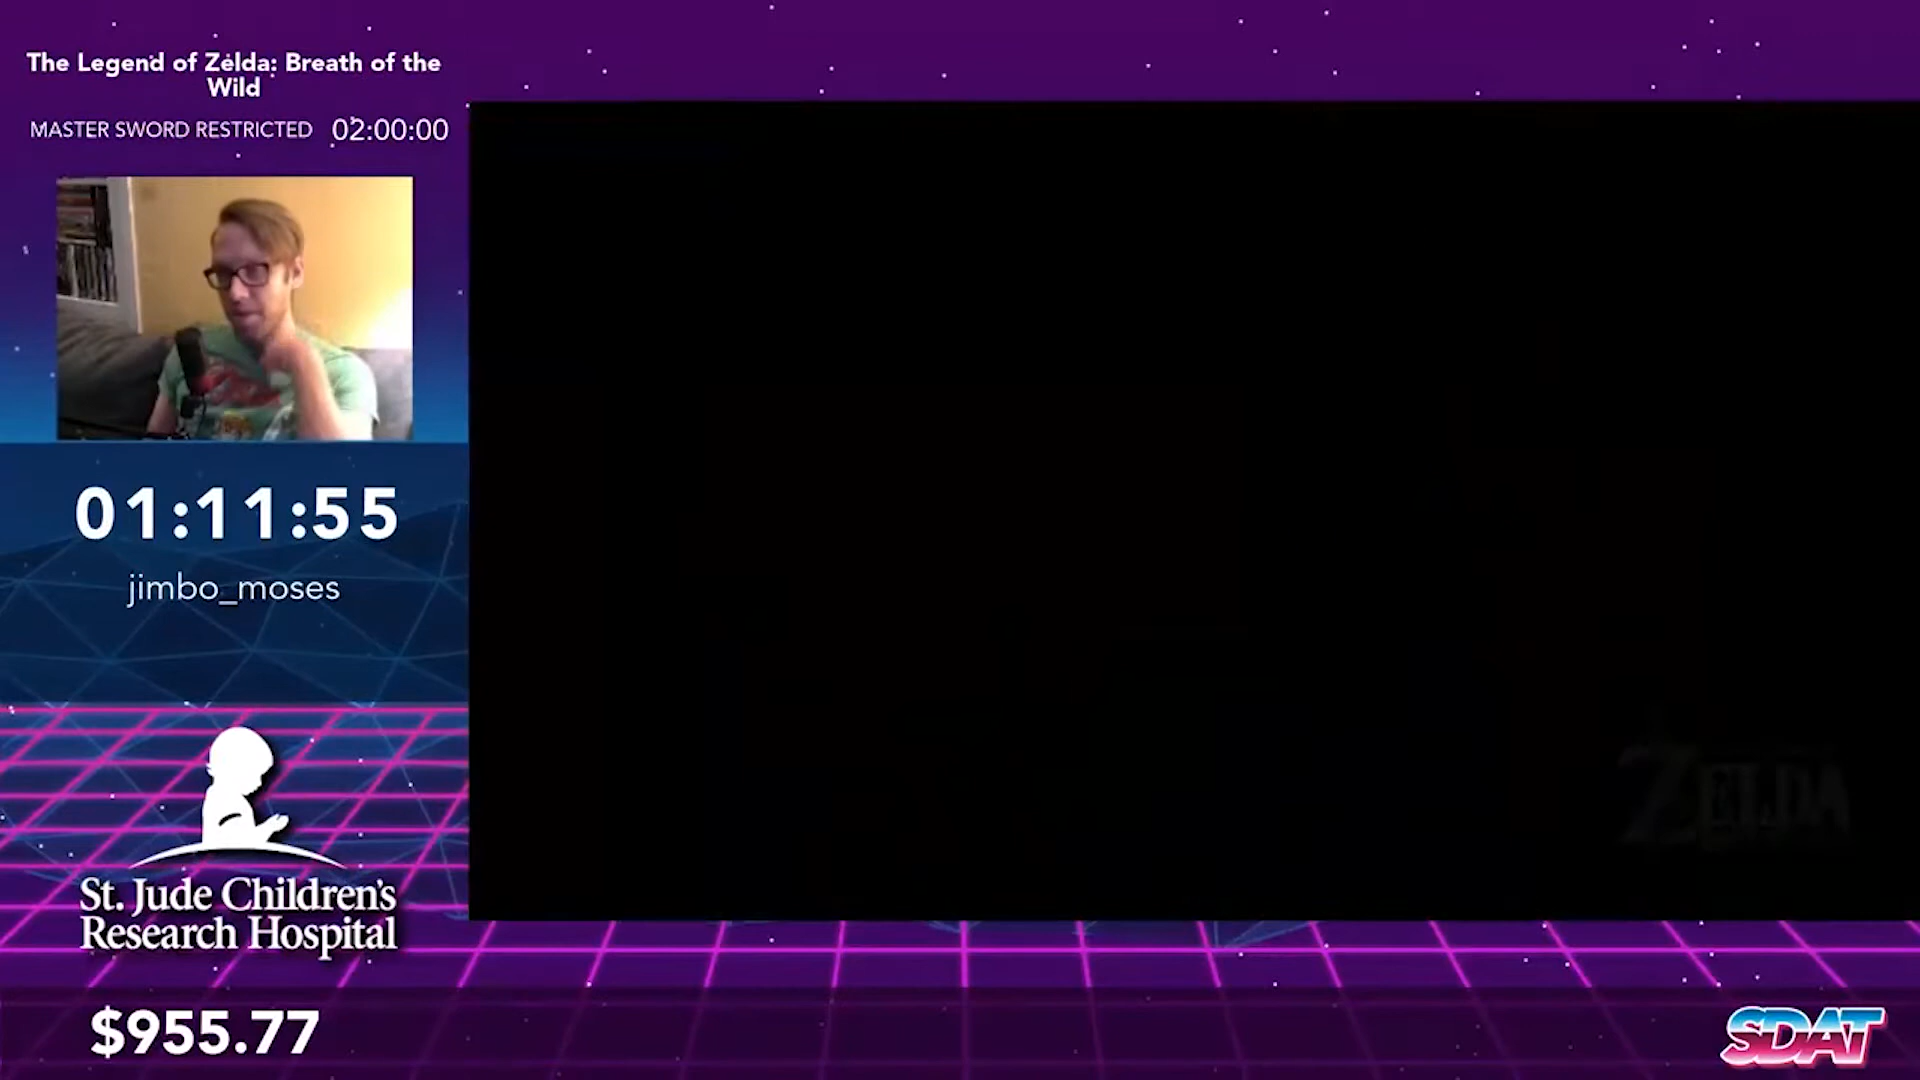 The Legend of Zelda: Breath of the
Wild
MASTER SWORD RESTRICTED 02:00:00
01:11:55
jimbo_moses
St. Jude Children's
Research Hospital
$955.77
ZELDA
SDAT